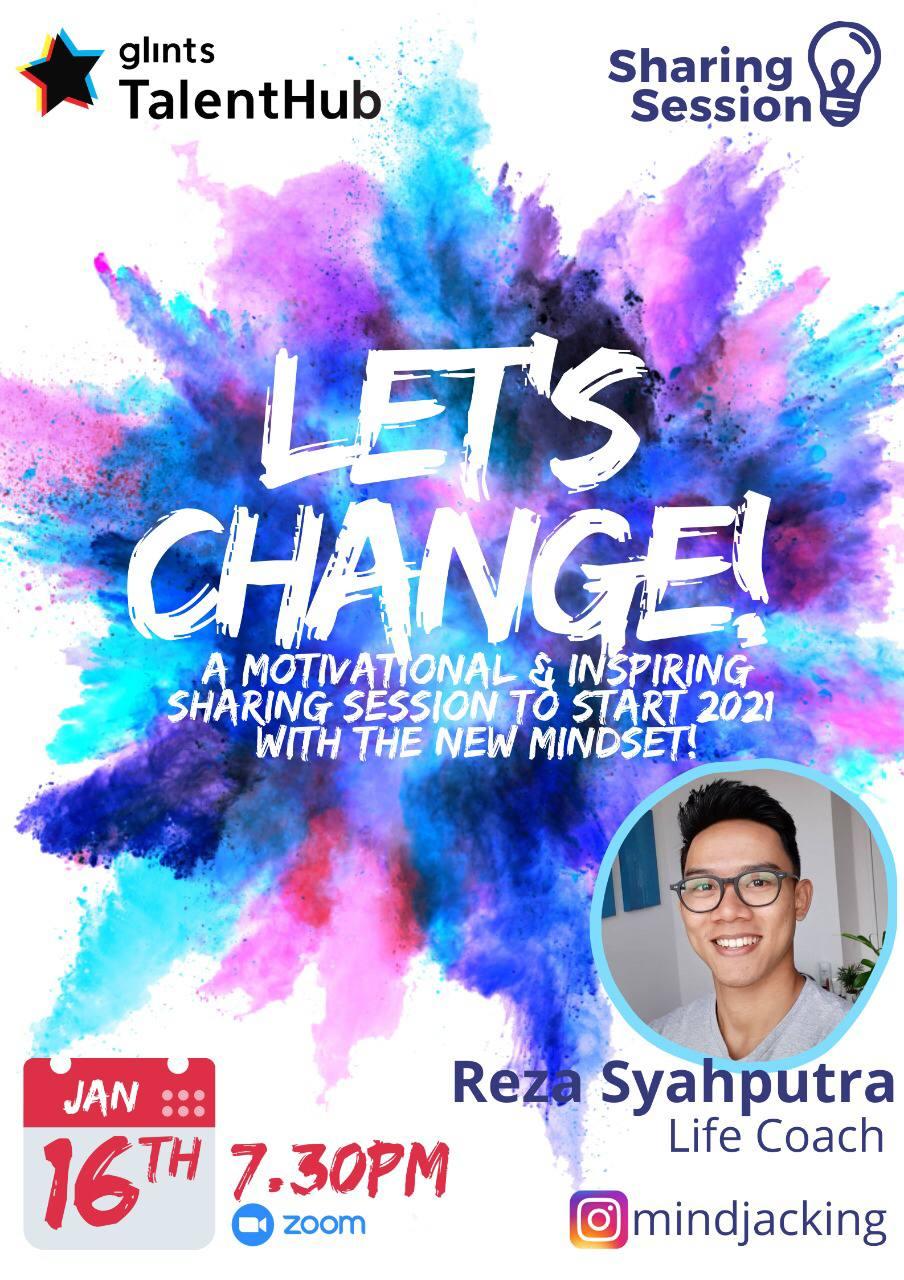 glints
TalentHub
Sharing
Session
LET'S
CHANGE!
A MOTIVATIONAL & INSPIRING
SHARING SESSION TO START 2021
WITH THE NEW MINDSET!
Reza Syahputra
Life Coach
JAN
16TH
7.30PM
zoom
mindjacking